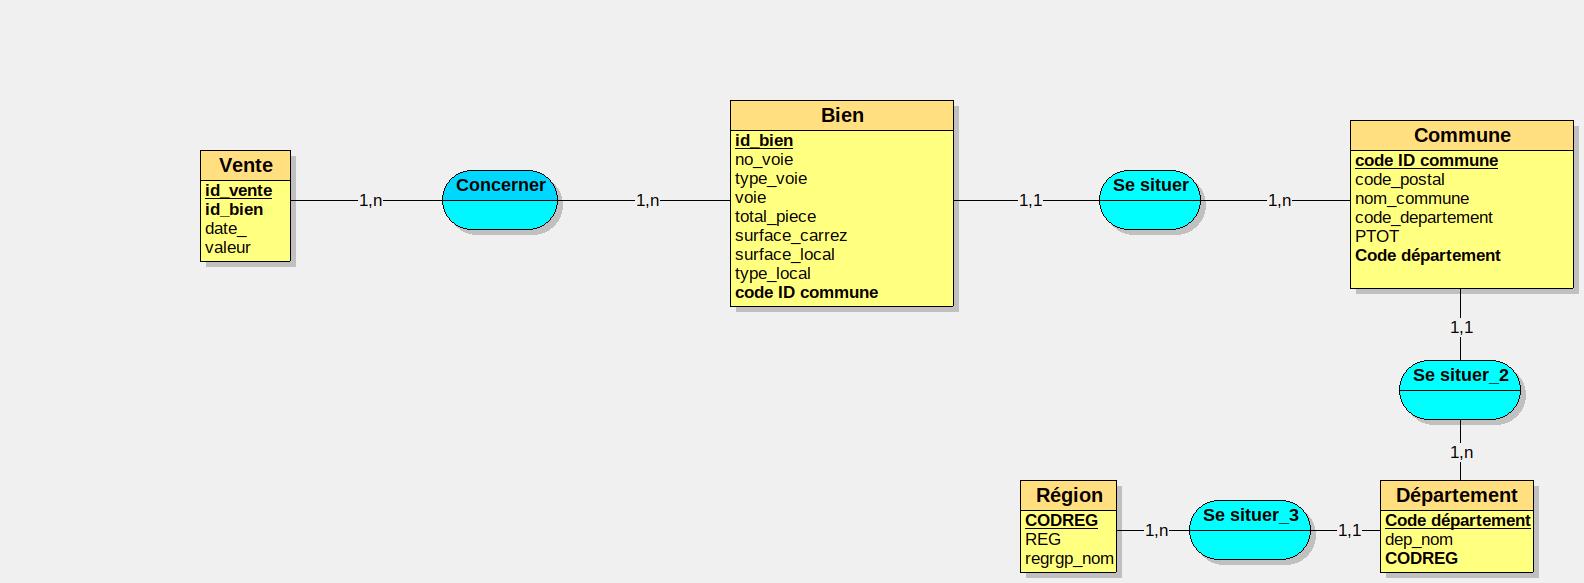 Vente
id_vente
id_bien
date_
valeur
1,n
Concerner
1,n
Bien
id_bien
no_voie
type_voie
voie
total_piece
surface_carrez
surface_local
type_local
code ID commune
1,1
Se situer
1,n
Commune
code ID commune
code_postal
nom_commune
code_departement
PTOT
Code département
1,1
Se situer_2
1,n
Région
CODREG
REG
regrgp_nom
1,n
Se situer_3
1,1
Département
Code département
dep_nom
CODREG